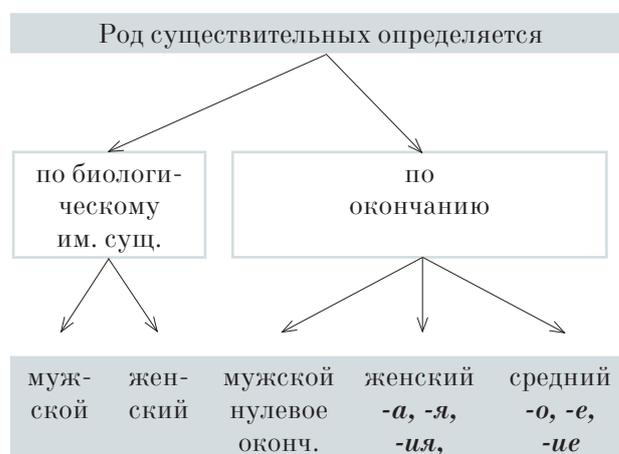 Род существительных определяется
по биологи-
ческому
им. сущ.
по
окончанию
муж-
ской
жен-
ский
мужской
нулевое
оконч.
женский
-а, -я,
-ия,
средний
-о, -е,
-ие